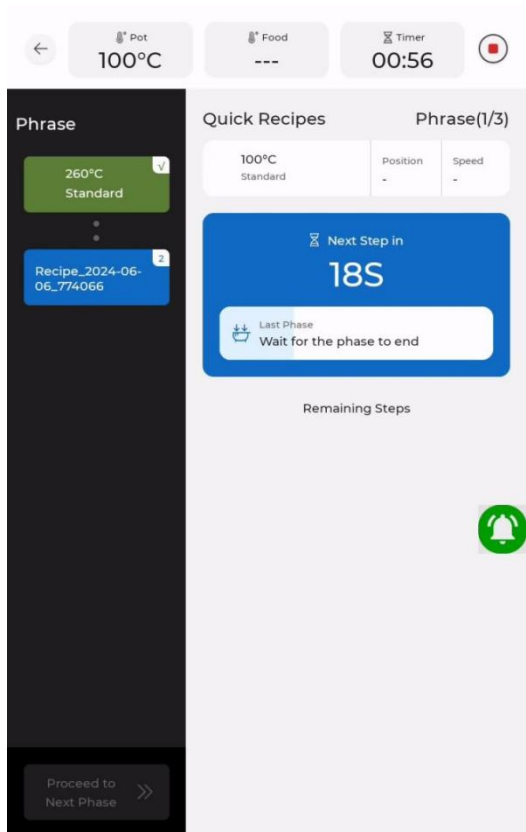 Pot
100°C
Food
---
Timer
00:56
Phrase
260°C
Standard
√
Recipe_2024-06-
06_774066
2
Proceed to
Next Phase
Quick Recipes
Phrase(1/3)
100°C
Standard
Position
-
Speed
-
Next Step in
18S
Last Phase
Wait for the phase to end
Remaining Steps